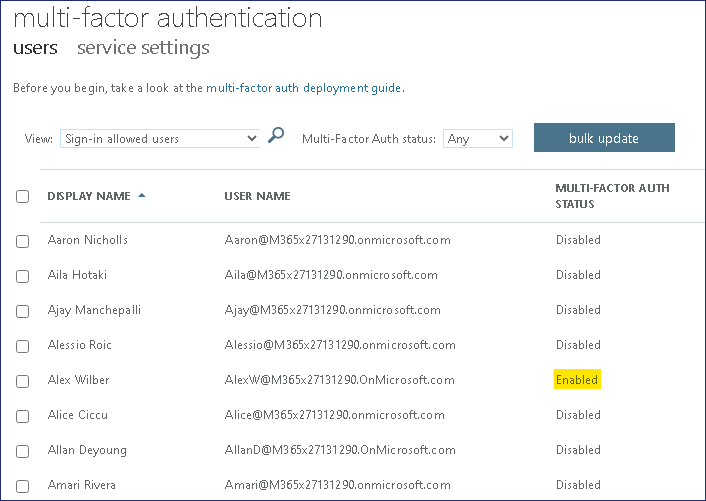 multi-factor authentication
users service settings
Before you begin, take a look at the multi-factor auth deployment guide.
View: Sign-in allowed users Multi-Factor Auth status: Any bulk update
DISPLAY NAME USER NAME MULTI-FACTOR AUTH
STATUS
Aaron Nicholls Aaron@M365x27131290.onmicrosoft.com Disabled
Aila Hotaki Aila@M365x27131290.onmicrosoft.com Disabled
Ajay Manchepalli Ajay@M365x27131290.onmicrosoft.com Disabled
Alessio Roic Alessio@M365x27131290.onmicrosoft.com Disabled
Alex Wilber AlexW@M365x27131290.OnMicrosoft.com Enabled
Alice Ciccu Alice@M365x27131290.onmicrosoft.com Disabled
Allan Deyoung AllanD@M365x27131290.OnMicrosoft.com Disabled
Amari Rivera Amari@M365x27131290.onmicrosoft.com Disabled